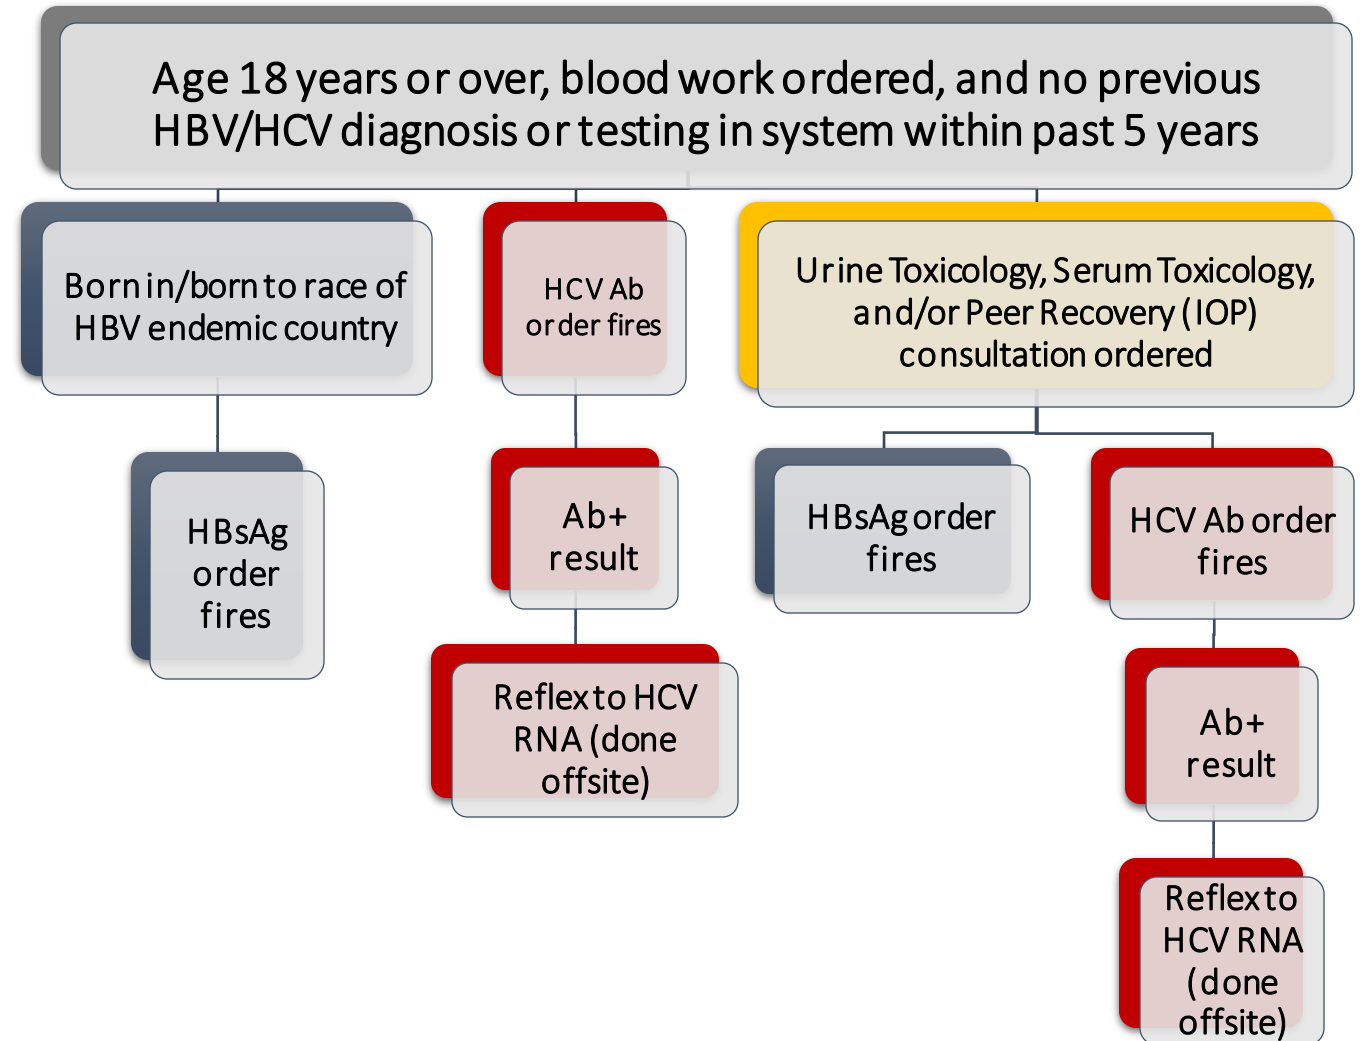 Age 18 years or over, blood work ordered, and no previous
HBV/HCV diagnosis or testing in system within past 5 years
Born in/born to race of
HBV endemic country
HBsAg
order
fires
HCV Ab
order fires
Ab+
result
Reflex to HCV
RNA (done
offsite)
Urine Toxicology, Serum Toxicology,
and/or Peer Recovery (IOP)
consultation ordered
HBsAg order
fires
HCV Ab order
fires
Ab+
result
Reflex to
HCV RNA
(done
offsite)